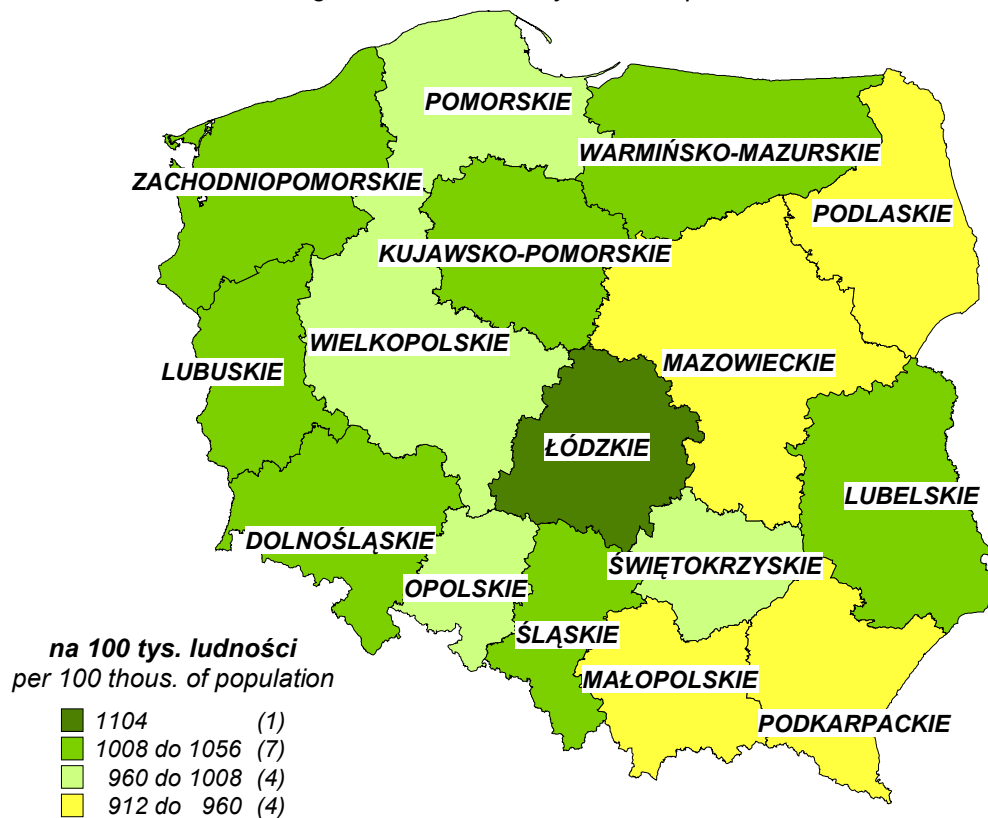 POMORSKIE
WARMIŃSKO-MAZURSKIE
ZACHODNIOPOMORSKIE
PODLASKIE
KUJAWSKO-POMORSKIE
WIELKOPOLSKIE
MAZOWIECKIE
LUBUSKIE
ŁÓDZKIE
LUBELSKIE
DOLNOŚLĄSKIE
ŚWIĘTOKRZYSKIE
OPOLSKIE
ŚLĄSKIE
MAŁOPOLSKIE
PODKARPACKIE
na 100 tys. ludności
per 100 thous. of population
1104 (1)
1008 do 1056 (7)
960 do 1008 (4)
912 do 960 (4)